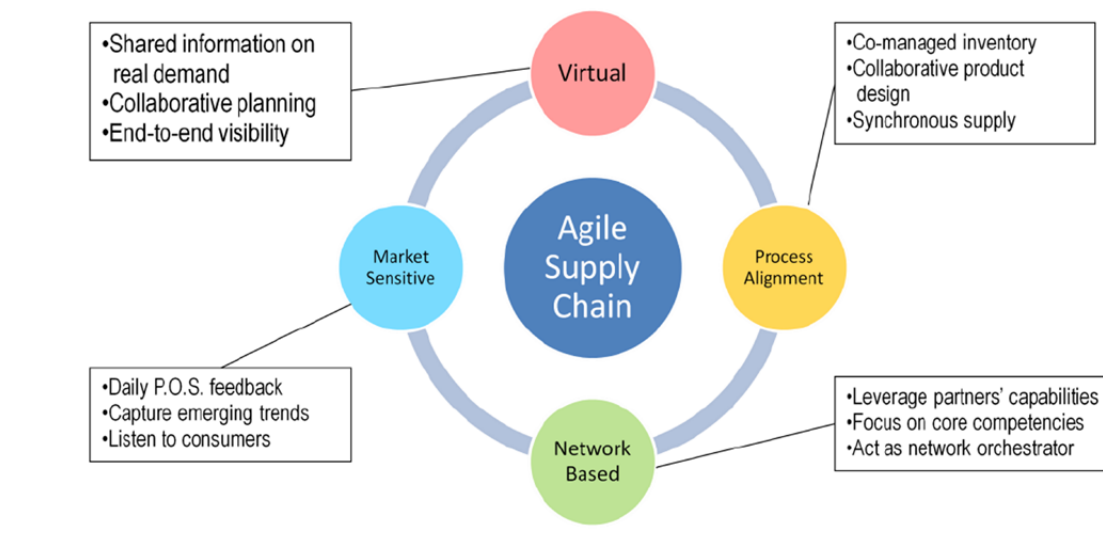 •Shared information on
real demand
•Collaborative planning
•End-to-end visibility
Virtual
•Co-managed inventory
•Collaborative product
design
•Synchronous supply
Market
Sensitive
Agile
Supply
Chain
Process
Alignment
•Daily P.O.S. feedback
•Capture emerging trends
•Listen to consumers
Network
Based
•Leverage partners’ capabilities
•Focus on core competencies
•Act as network orchestrator